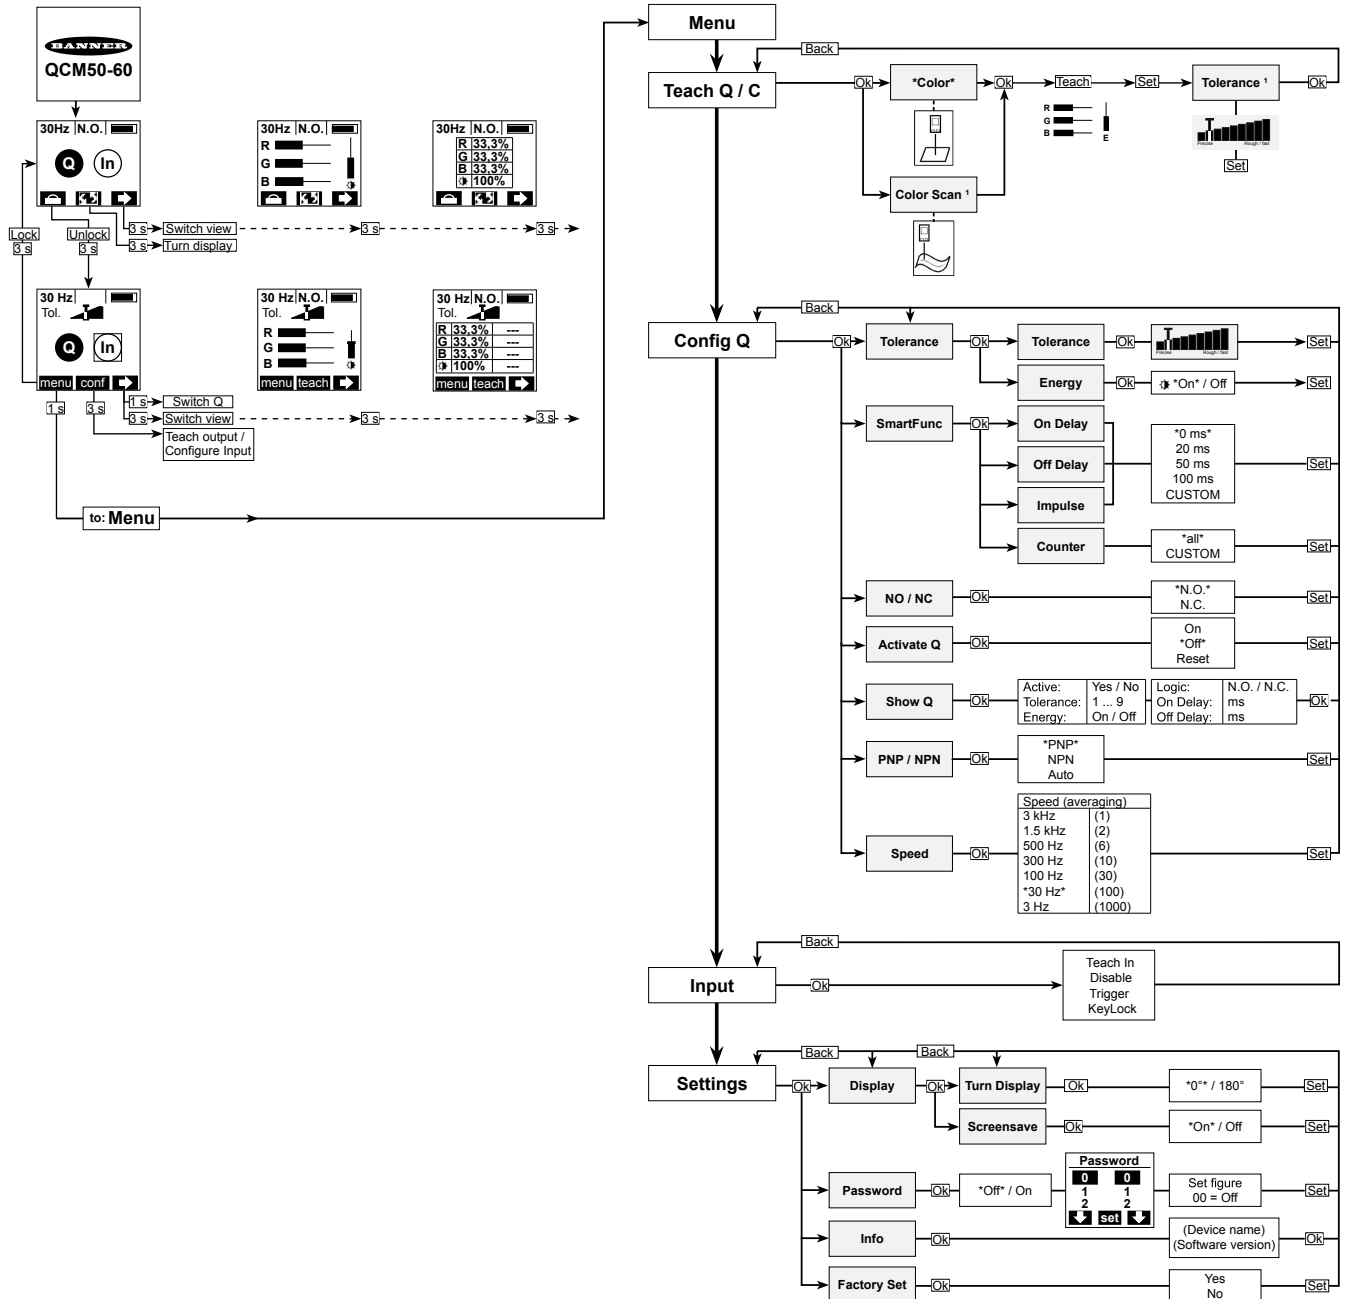 BANNER
QCM50-60
30Hz N.O.
Q In
Lock
3 s
Unlock
3 s
3 s Switch view
3 s Turn display
30Hz N.O.
R
G
B
3 s
30Hz N.O.
R 33,3%
G 33,3%
B 33,3%
100%
3 s
30 Hz
Tol.
Q In
menu conf
1 s
3 s
1 s Switch Q
3 s Switch view
Teach output /
Configure Input
30 Hz N.O.
Tol.
R
G
B
menu teach
3 s
30 Hz N.O.
Tol.
R 33,3% ---
G 33,3% ---
B 33,3% ---
100% ---
menu teach
3 s
to: Menu
Menu
Back
Teach Q / C
Ok
*Color*
Ok
Teach
R
G
B
E
Set
Tolerance ¹
Precise Rough / fast
Set
Ok
Color Scan ¹
Back
Config Q
Ok
Tolerance
Ok
Tolerance
Ok
Precise Rough / fast
Set
Energy
Ok
*On* / Off
Set
SmartFunc
Ok
On Delay
Off Delay
Impulse
*0 ms*
20 ms
50 ms
100 ms
CUSTOM
Set
Counter
*all*
CUSTOM
Set
NO / NC
Ok
*N.O.*
N.C.
Set
Activate Q
Ok
On
*Off*
Reset
Set
Show Q
Ok
Active: Yes / No
Tolerance: 1 ... 9
Energy: On / Off
Logic: N.O. / N.C.
On Delay: ms
Off Delay: ms
Ok
PNP / NPN
Ok
*PNP*
NPN
Auto
Set
Speed
Ok
Speed (averaging)
3 kHz (1)
1.5 kHz (2)
500 Hz (6)
300 Hz (10)
100 Hz (30)
*30 Hz* (100)
3 Hz (1000)
Set
Back
Input
Ok
Teach In
Disable
Trigger
KeyLock
Back
Back
Settings
Ok
Display
Ok
Turn Display
Ok
*0°* / 180°
Set
Screensave
Ok
*On* / Off
Set
Password
Ok
*Off* / On
Password
0 0
1 1
2 2
set
Set figure
00 = Off
Set
Info
Ok
(Device name)
(Software version)
Ok
Factory Set
Ok
Yes
No
Set